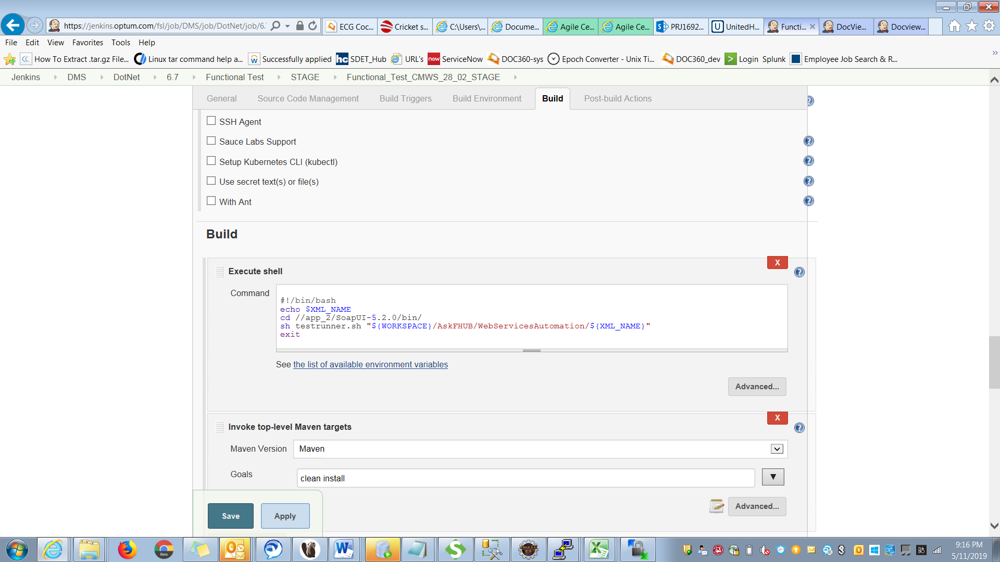 https://jenkins.optum.com/fsl/job/DMS/job/DotNet/job/6.
ECG Coc...
Cricket s...
C:\Users\...
Docume...
Agile Ce...
Agile Ce...
PRJ1692...
UnitedH...
Functi...
DocVie...
Docview...
File Edit View Favorites Tools Help
How To Extract .tar.gz File...
Linux tar command help a...
Successfully applied
SDET_Hub
URL's
ServiceNow
DOC360-sys
Epoch Converter - Unix Ti...
DOC360_dev
Login Splunk
Employee Job Search & R...
Jenkins DMS DotNet 6.7 Functional Test STAGE Functional_Test_CMWS_28_02_STAGE
General Source Code Management Build Triggers Build Environment Build Post-build Actions
SSH Agent
Sauce Labs Support
Setup Kubernetes CLI (kubectl)
Use secret text(s) or file(s)
With Ant
Build
X
Execute shell
Command
#!/bin/bash
echo $XML_NAME
cd //app_2/SoapUI-5.2.0/bin/
sh testrunner.sh "${WORKSPACE}/AskFHUB/WebServicesAutomation/${XML_NAME}"
exit
See the list of available environment variables
Advanced...
X
Invoke top-level Maven targets
Maven Version Maven
Goals clean install
Advanced...
Save Apply
9:16 PM
5/11/2019